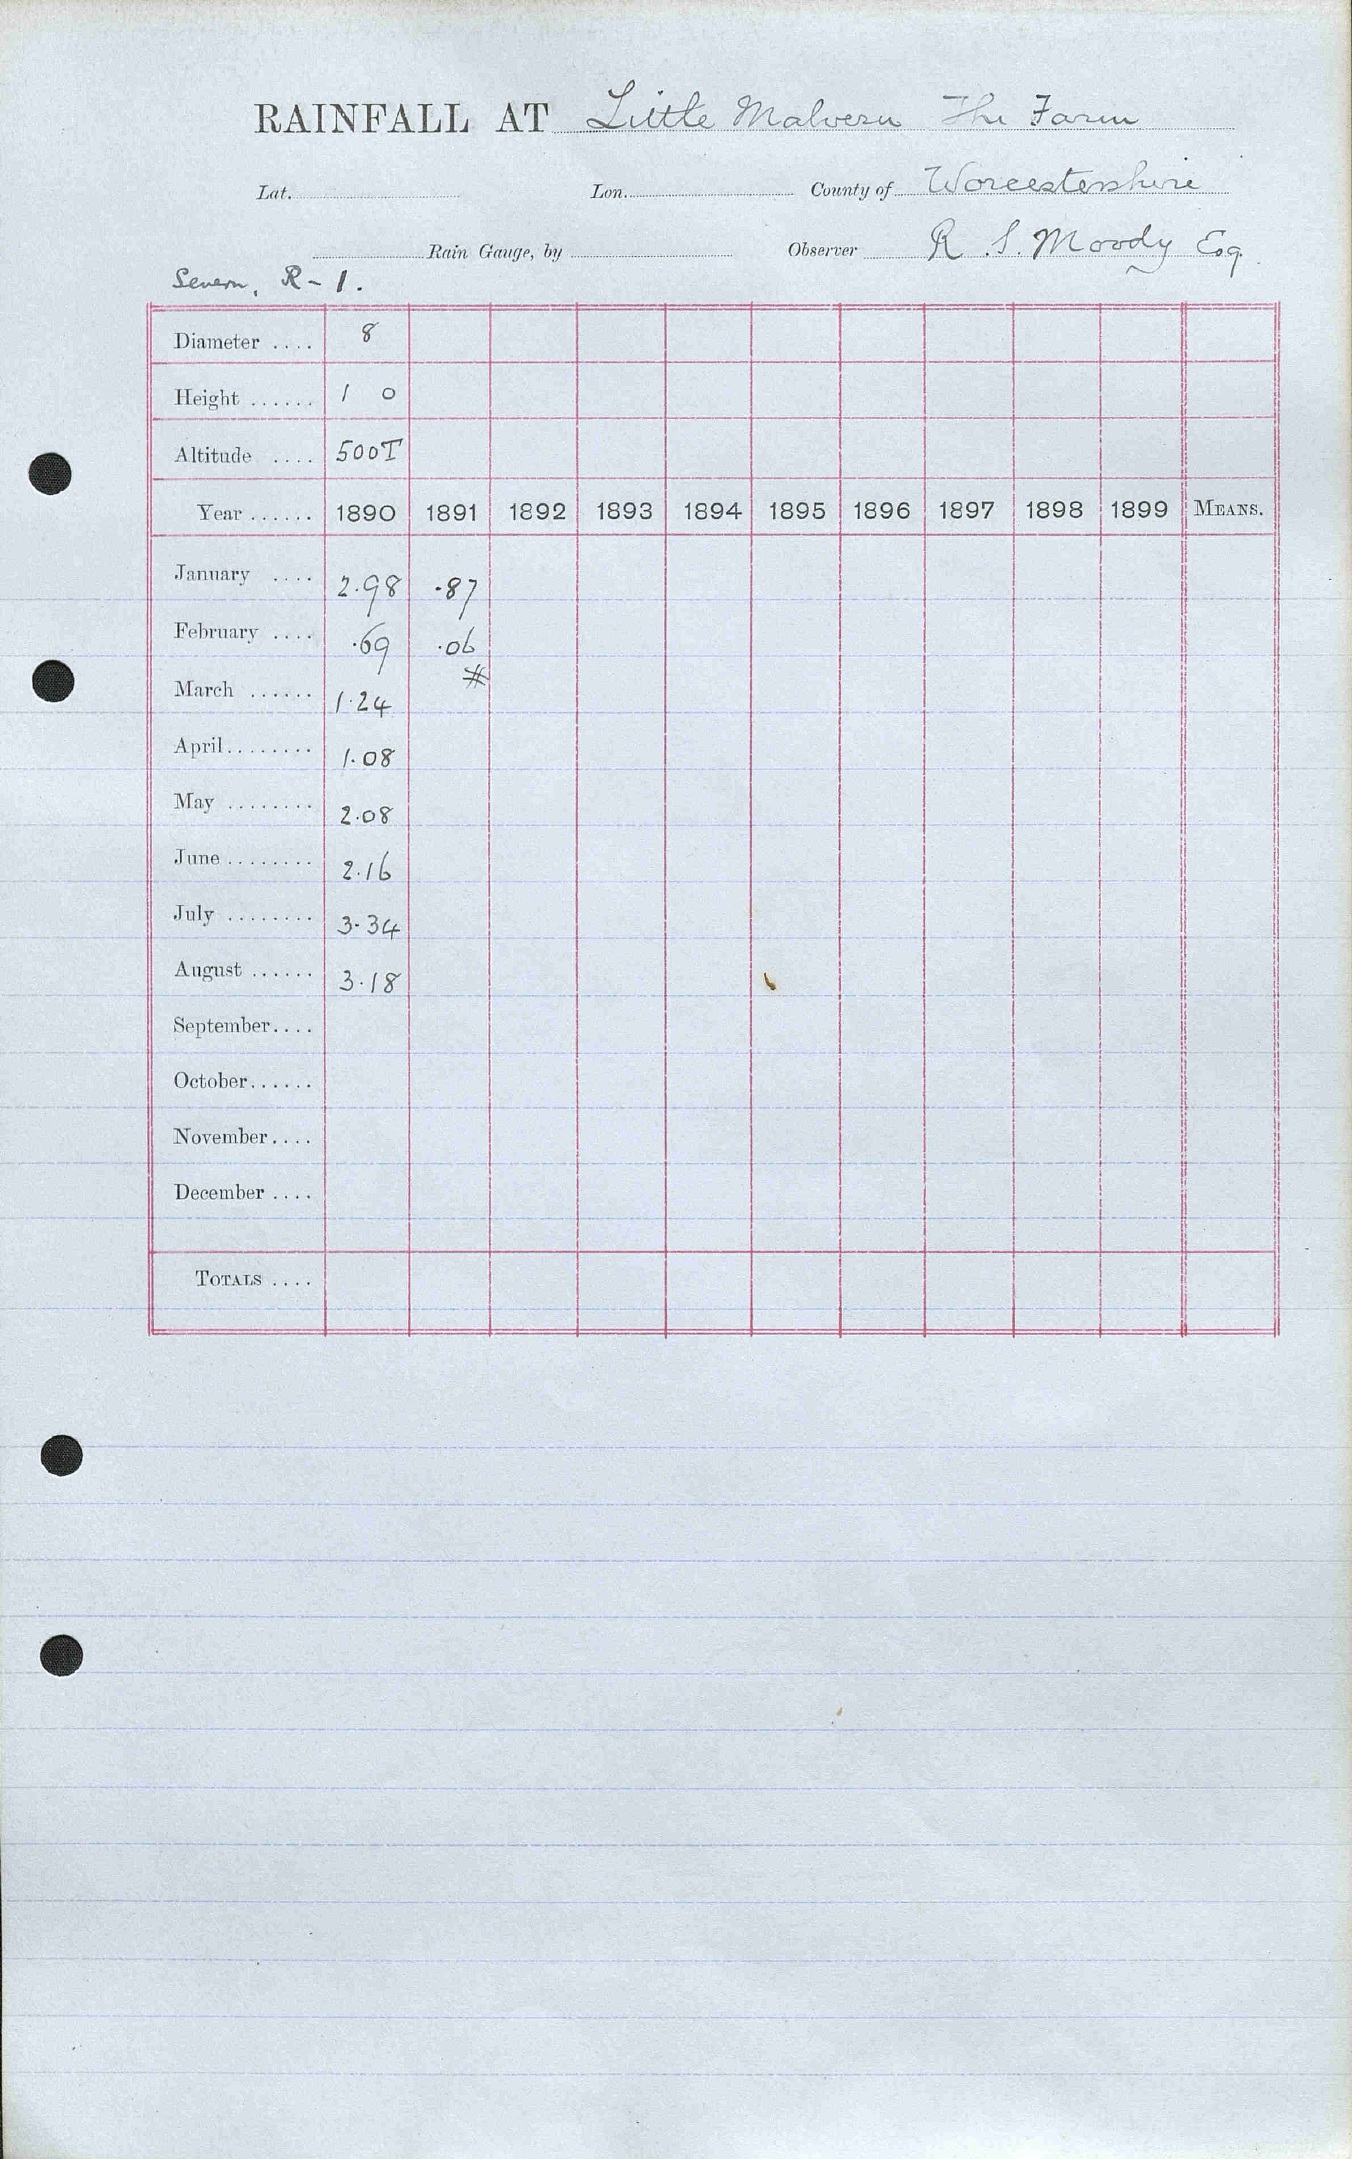 RAINFALL AT Little Malvern The Farm
Lat. Lon. County of Worcestershire
Rain Gauge, by Observer R S. Moody Esq.
Severn, R - 1.
Diameter .... 8
Height ...... 1 0
Altitude .... 500T
Year ...... 1890 1891 1892 1893 1894 1895 1896 1897 1898 1899 MEANS.
January .... 2.98 .87
February .... .69 .06
#
March ...... 1.24
April........ 1.08
May ........ 2.08
June ........ 2.16
July ........ 3.34
August ...... 3.18
September....
October......
November....
December ....
TOTALS ....